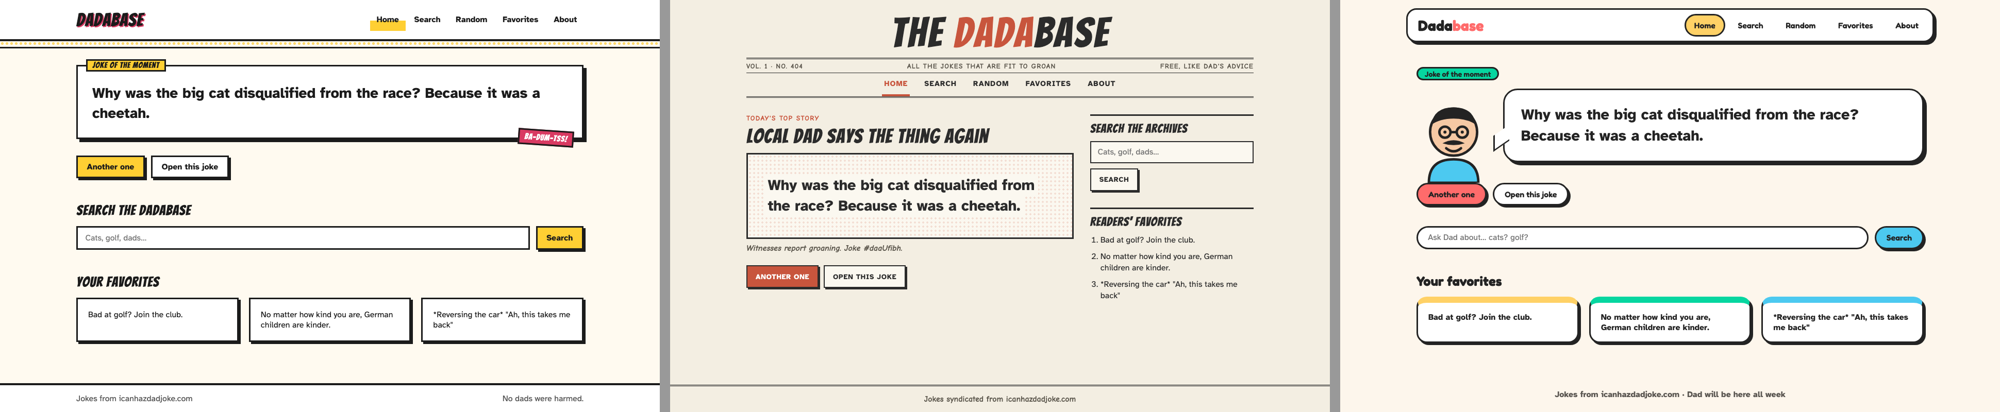 DADABASE
Home Search Random Favorites About
JOKE OF THE MOMENT
Why was the big cat disqualified from the race? Because it was a
cheetah.
BA-DUM-TSS!
Another one Open this joke
SEARCH THE DADABASE
Cats, golf, dads...
Search
YOUR FAVORITES
Bad at golf? Join the club.
No matter how kind you are, German
children are kinder.
*Reversing the car* "Ah, this takes me
back"
Jokes from icanhazdadjoke.com
No dads were harmed.
THE DADABASE
VOL. 1 · NO. 404
ALL THE JOKES THAT ARE FIT TO GROAN
FREE, LIKE DAD'S ADVICE
HOME SEARCH RANDOM FAVORITES ABOUT
TODAY'S TOP STORY
LOCAL DAD SAYS THE THING AGAIN
Why was the big cat disqualified from
the race? Because it was a cheetah.
Witnesses report groaning. Joke #daaUfibh.
ANOTHER ONE OPEN THIS JOKE
SEARCH THE ARCHIVES
Cats, golf, dads...
SEARCH
READERS' FAVORITES
1. Bad at golf? Join the club.
2. No matter how kind you are, German
children are kinder.
3. *Reversing the car* "Ah, this takes me
back"
Jokes syndicated from icanhazdadjoke.com
Dadabase
Home Search Random Favorites About
Joke of the moment
Why was the big cat disqualified from the race?
Because it was a cheetah.
Another one Open this joke
Ask Dad about... cats? golf?
Search
Your favorites
Bad at golf? Join the club.
No matter how kind you are,
German children are kinder.
*Reversing the car* "Ah, this takes
me back"
Jokes from icanhazdadjoke.com · Dad will be here all week